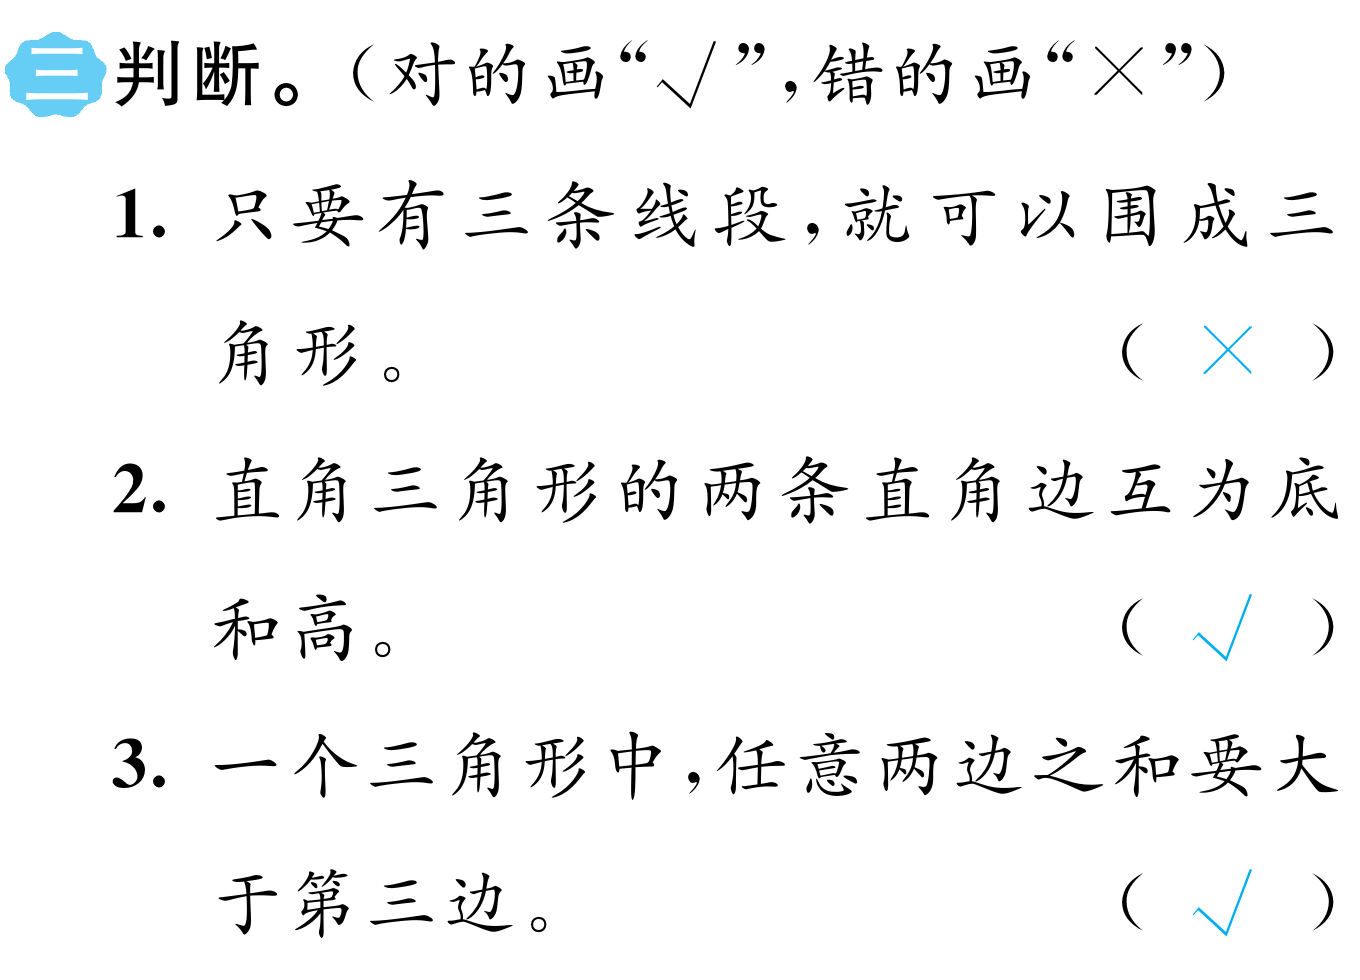 三 判断。（对的画“√”,错的画“×”）
1. 只要有三条线段,就可以围成三
角形。 （ × ）
2. 直角三角形的两条直角边互为底
和高。 （ √ ）
3. 一个三角形中,任意两边之和要大
于第三边。 （ √ ）